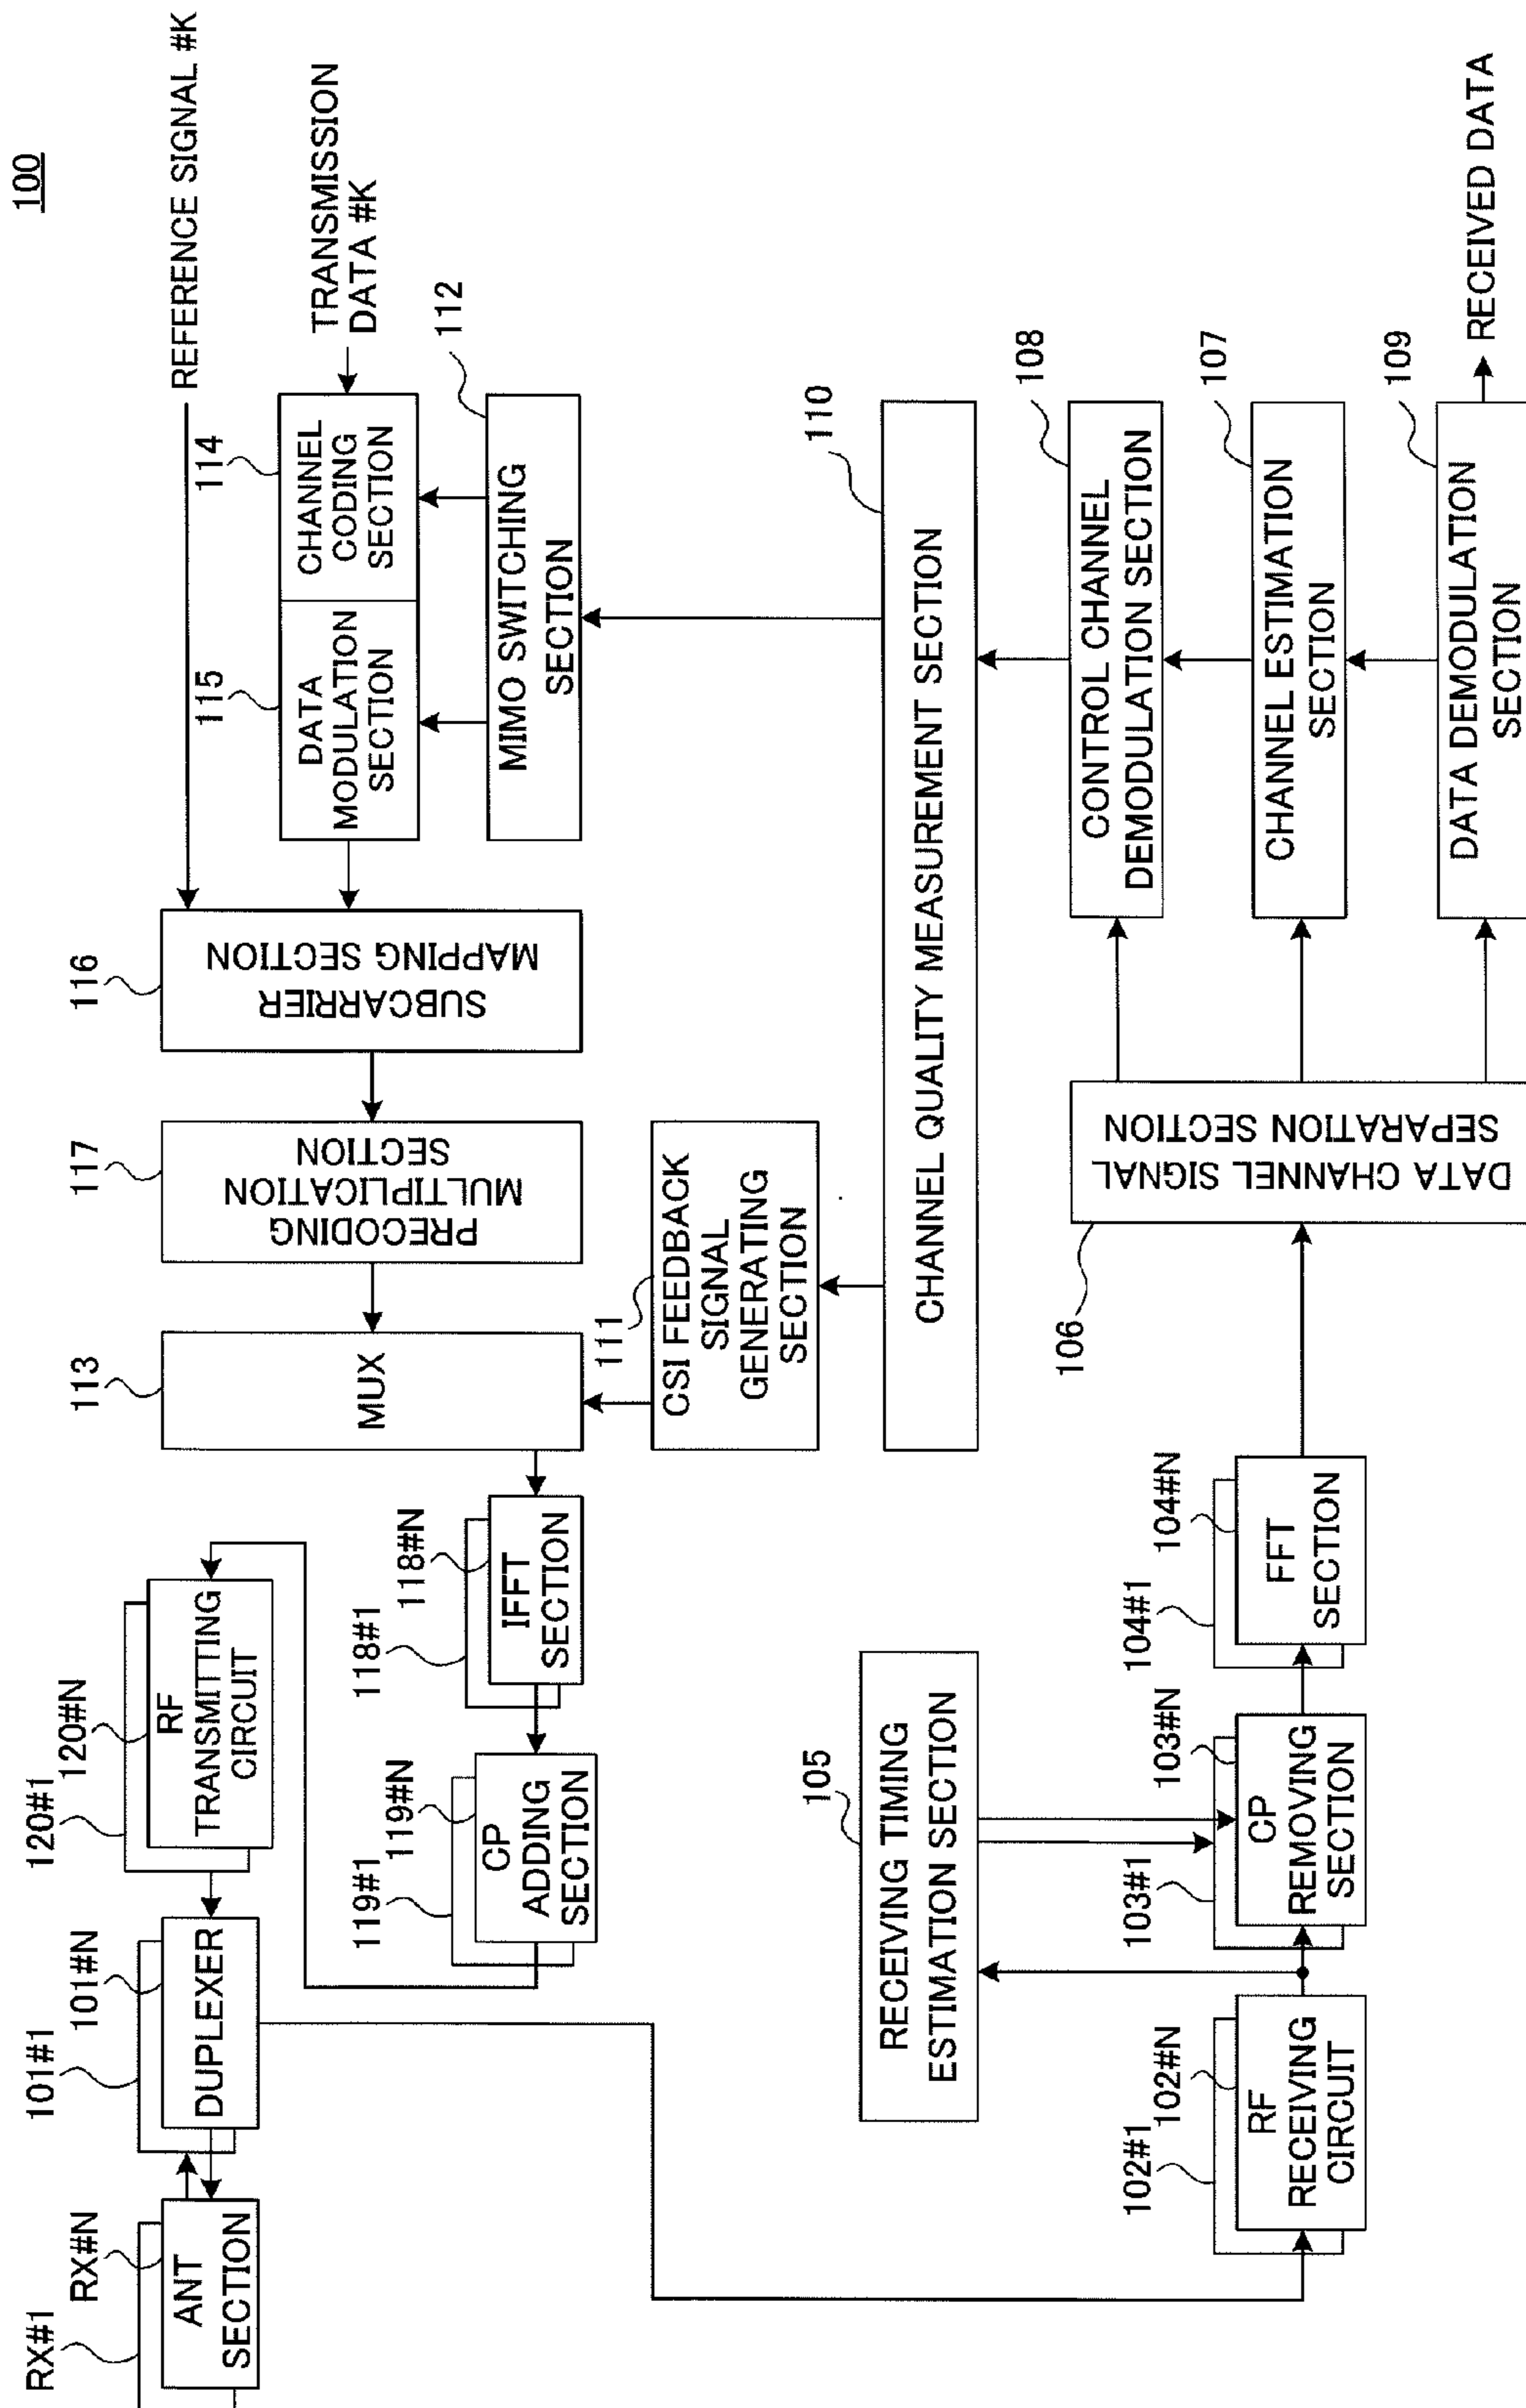 100
REFERENCE SIGNAL #K
TRANSMISSION
DATA #K
RX#1
RX#N
ANT
SECTION
101#1
101#N
DUPLEXER
120#1
120#N
RF
TRANSMITTING
CIRCUIT
119#1
119#N
CP
ADDING
SECTION
118#1
118#N
IFFT
SECTION
113
MUX
117
PRECODING
MULTIPLICATION
SECTION
116
SUBCARRIER
MAPPING SECTION
115
DATA
MODULATION
SECTION
114
CHANNEL
CODING
SECTION
112
MIMO SWITCHING
SECTION
111
CSI FEEDBACK
SIGNAL
GENERATING
SECTION
110
CHANNEL QUALITY MEASUREMENT SECTION
105
RECEIVING TIMING
ESTIMATION SECTION
102#1
102#N
RF
RECEIVING
CIRCUIT
103#1
103#N
CP
REMOVING
SECTION
104#1
104#N
FFT
SECTION
106
DATA CHANNEL SIGNAL
SEPARATION SECTION
108
CONTROL CHANNEL
DEMODULATION SECTION
107
CHANNEL ESTIMATION
SECTION
109
DATA DEMODULATION
SECTION
RECEIVED DATA